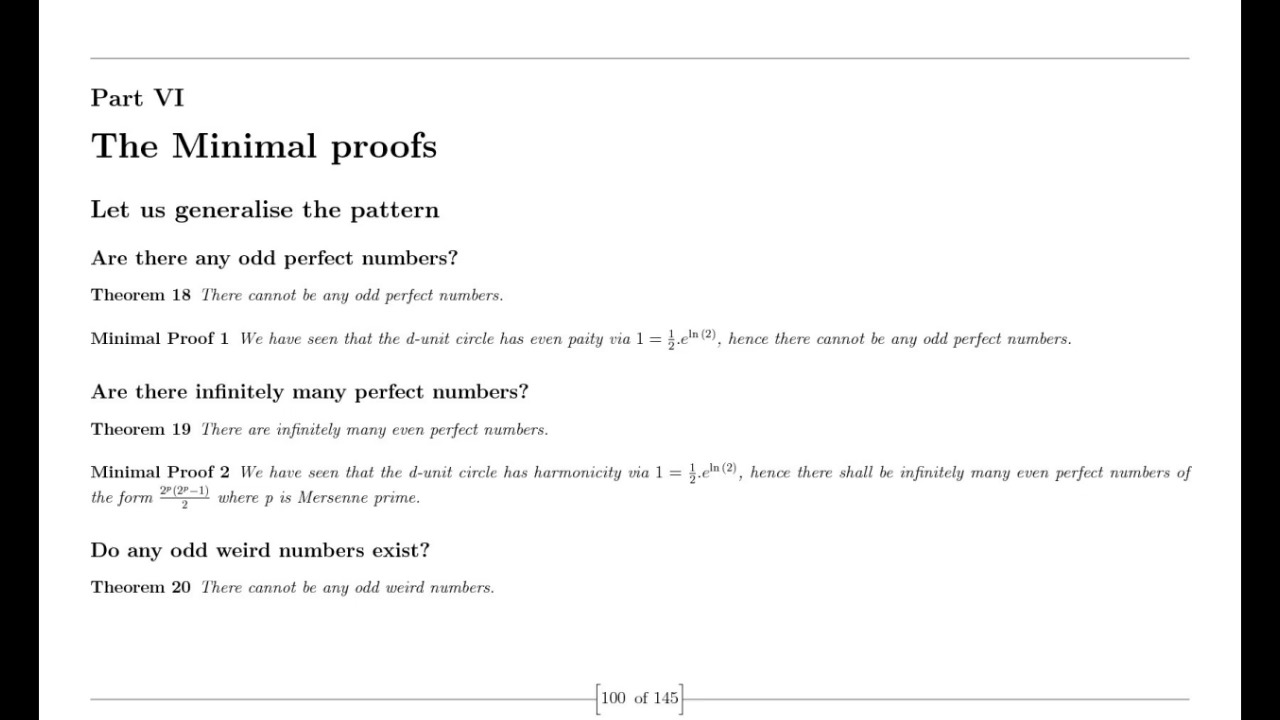 Part VI
The Minimal proofs
Let us generalise the pattern
Are there any odd perfect numbers?
Theorem 18 There cannot be any odd perfect numbers.
Minimal Proof 1 We have seen that the d-unit circle has even paity via 1 = \frac{1}{2}.e^{ln (2)}, hence there cannot be any odd perfect numbers.
Are there infinitely many perfect numbers?
Theorem 19 There are infinitely many even perfect numbers.
Minimal Proof 2 We have seen that the d-unit circle has harmonicity via 1 = \frac{1}{2}.e^{ln (2)}, hence there shall be infinitely many even perfect numbers of
the form \frac{2^p(2^p-1)}{2} where p is Mersenne prime.
Do any odd weird numbers exist?
Theorem 20 There cannot be any odd weird numbers.
[100 of 145]